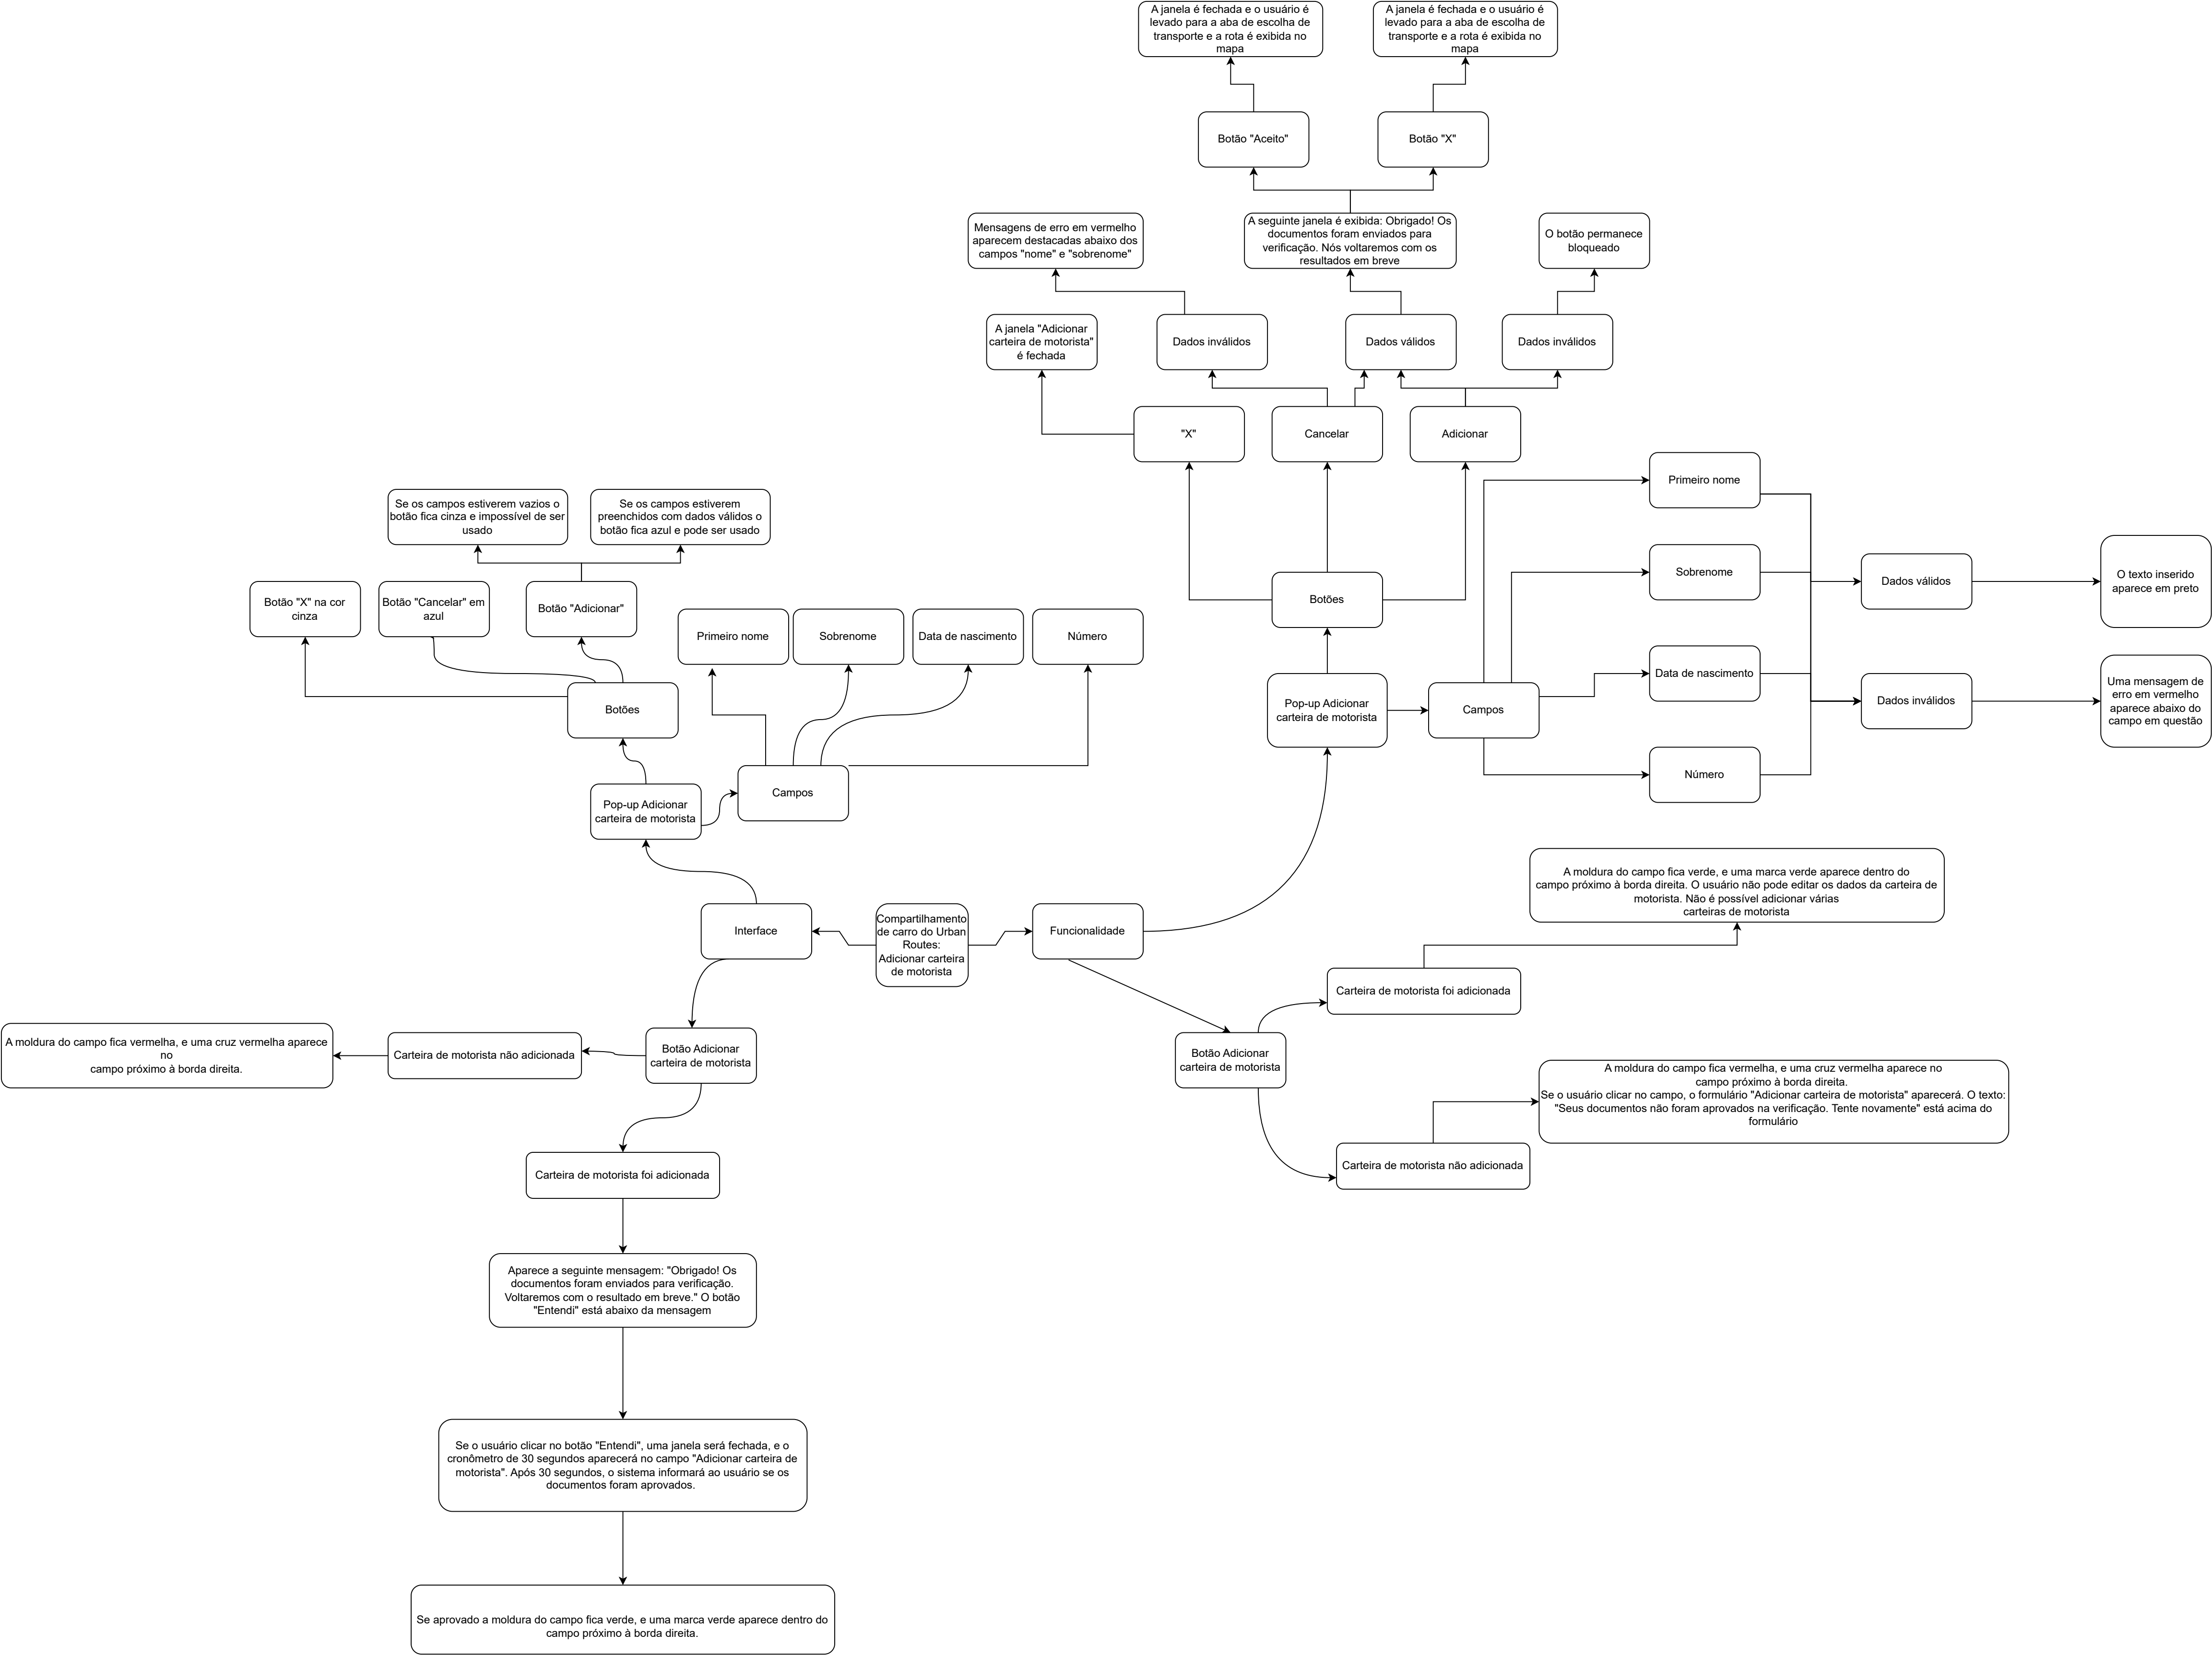 A janela é fechada e o usuário é
levado para a aba de escolha de
transporte e a rota é exibida no
mapa
A janela é fechada e o usuário é
levado para a aba de escolha de
transporte e a rota é exibida no
mapa
Botão "Aceito"
Botão "X"
Mensagens de erro em vermelho
aparecem destacadas abaixo dos
campos "nome" e "sobrenome"
A seguinte janela é exibida: Obrigado! Os
documentos foram enviados para
verificação. Nós voltaremos com os
resultados em breve
O botão permanece
bloqueado
A janela "Adicionar
carteira de motorista"
é fechada
Dados inválidos
Dados válidos
Dados inválidos
"X"
Cancelar
Adicionar
Primeiro nome
Se os campos estiverem vazios o
botão fica cinza e impossível de ser
usado
Se os campos estiverem
preenchidos com dados válidos o
botão fica azul e pode ser usado
Sobrenome
Dados válidos
O texto inserido
aparece em preto
Botão "X" na cor
cinza
Botão "Cancelar" em
azul
Botão "Adicionar"
Botões
Primeiro nome
Sobrenome
Data de nascimento
Número
Data de nascimento
Dados inválidos
Uma mensagem de
erro em vermelho
aparece abaixo do
campo em questão
Botões
Pop-up Adicionar
carteira de motorista
Campos
Número
Pop-up Adicionar
carteira de motorista
Campos
A moldura do campo fica verde, e uma marca verde aparece dentro do
campo próximo à borda direita. O usuário não pode editar os dados da carteira de
motorista. Não é possível adicionar várias
carteiras de motorista
Interface
Compartilhamento
de carro do Urban
Routes:
Adicionar carteira
de motorista
Funcionalidade
Carteira de motorista foi adicionada
A moldura do campo fica vermelha, e uma cruz vermelha aparece
no
campo próximo à borda direita.
Carteira de motorista não adicionada
Botão Adicionar
carteira de motorista
Botão Adicionar
carteira de motorista
A moldura do campo fica vermelha, e uma cruz vermelha aparece no
campo próximo à borda direita.
Se o usuário clicar no campo, o formulário "Adicionar carteira de motorista" aparecerá. O texto:
"Seus documentos não foram aprovados na verificação. Tente novamente" está acima do
formulário
Carteira de motorista não adicionada
Carteira de motorista foi adicionada
Aparece a seguinte mensagem: "Obrigado! Os
documentos foram enviados para verificação.
Voltaremos com o resultado em breve." O botão
"Entendi" está abaixo da mensagem
Se o usuário clicar no botão "Entendi", uma janela será fechada, e o
cronômetro de 30 segundos aparecerá no campo "Adicionar carteira de
motorista". Após 30 segundos, o sistema informará ao usuário se os
documentos foram aprovados.
Se aprovado a moldura do campo fica verde, e uma marca verde aparece dentro do
campo próximo à borda direita.